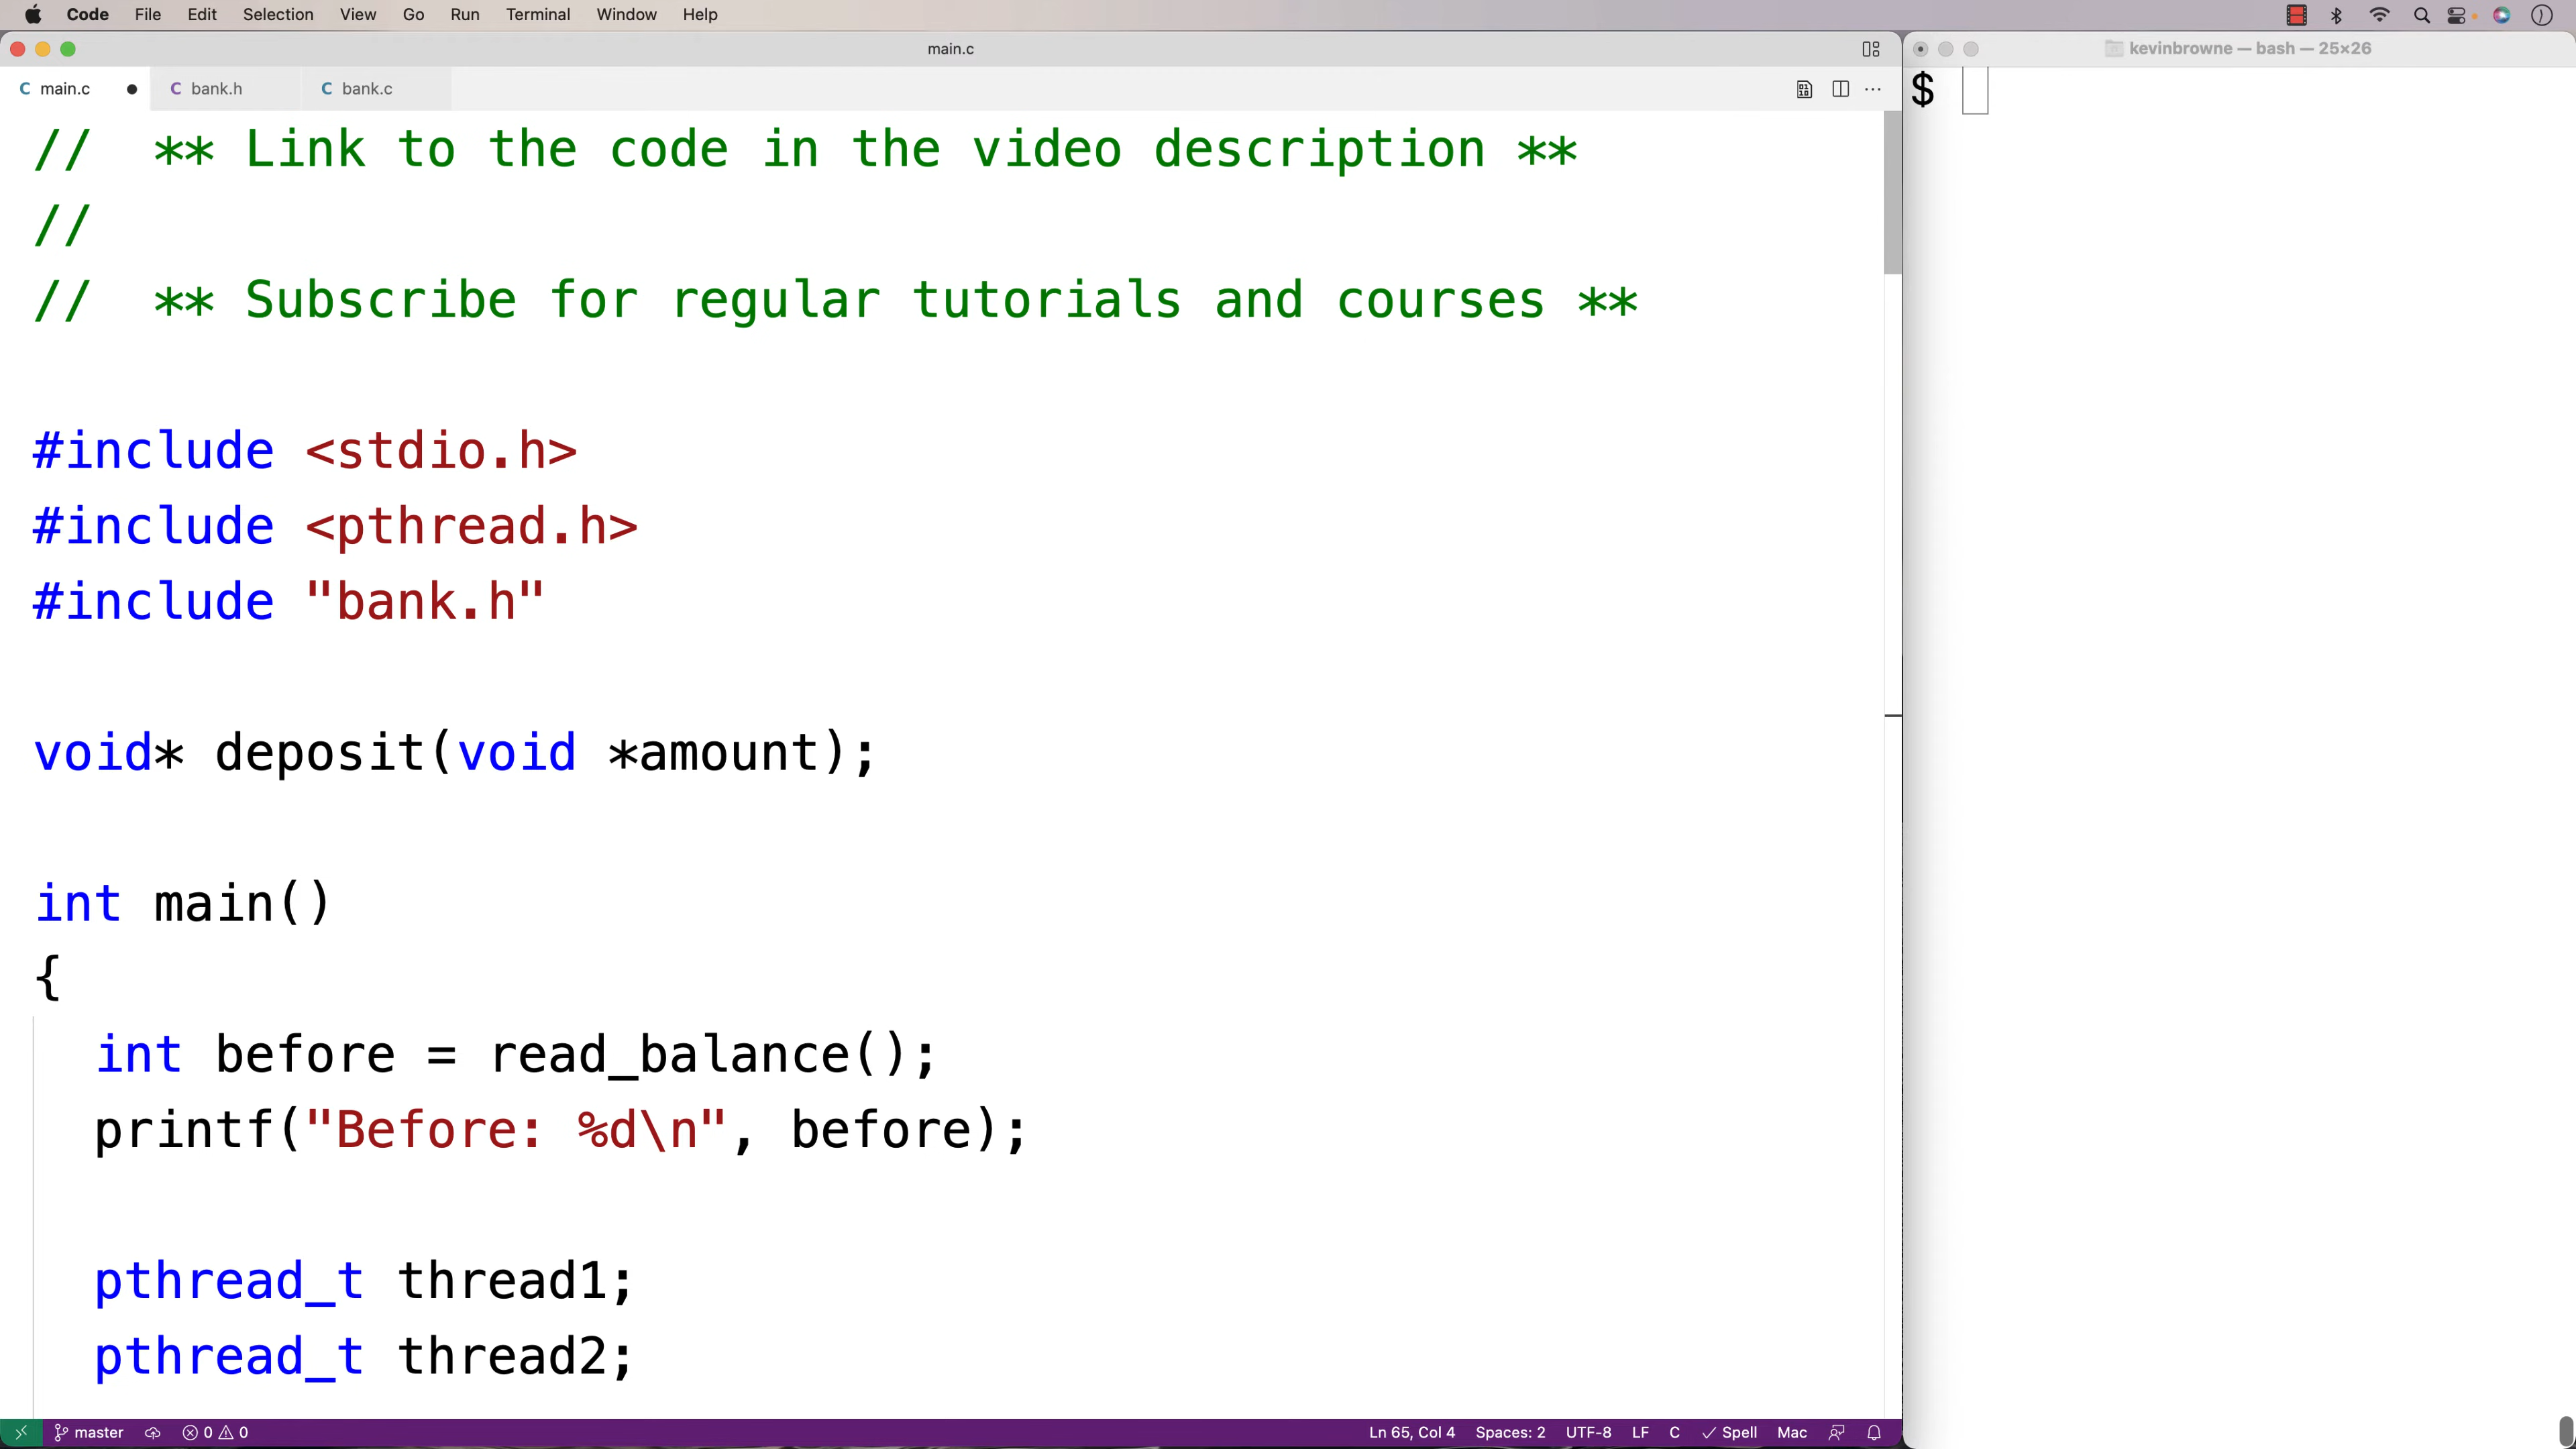 Code File Edit Selection View Go Run Terminal Window Help
main.c
kevinbrowne — bash — 25×26
C main.c C bank.h C bank.c
$
// ** Link to the code in the video description **
//
// ** Subscribe for regular tutorials and courses **
#include <stdio.h>
#include <pthread.h>
#include "bank.h"
void* deposit(void *amount);
int main()
{
int before = read_balance();
printf("Before: %d\n", before);
pthread_t thread1;
pthread_t thread2;
master 0 0 Ln 65, Col 4 Spaces: 2 UTF-8 LF C Spell Mac